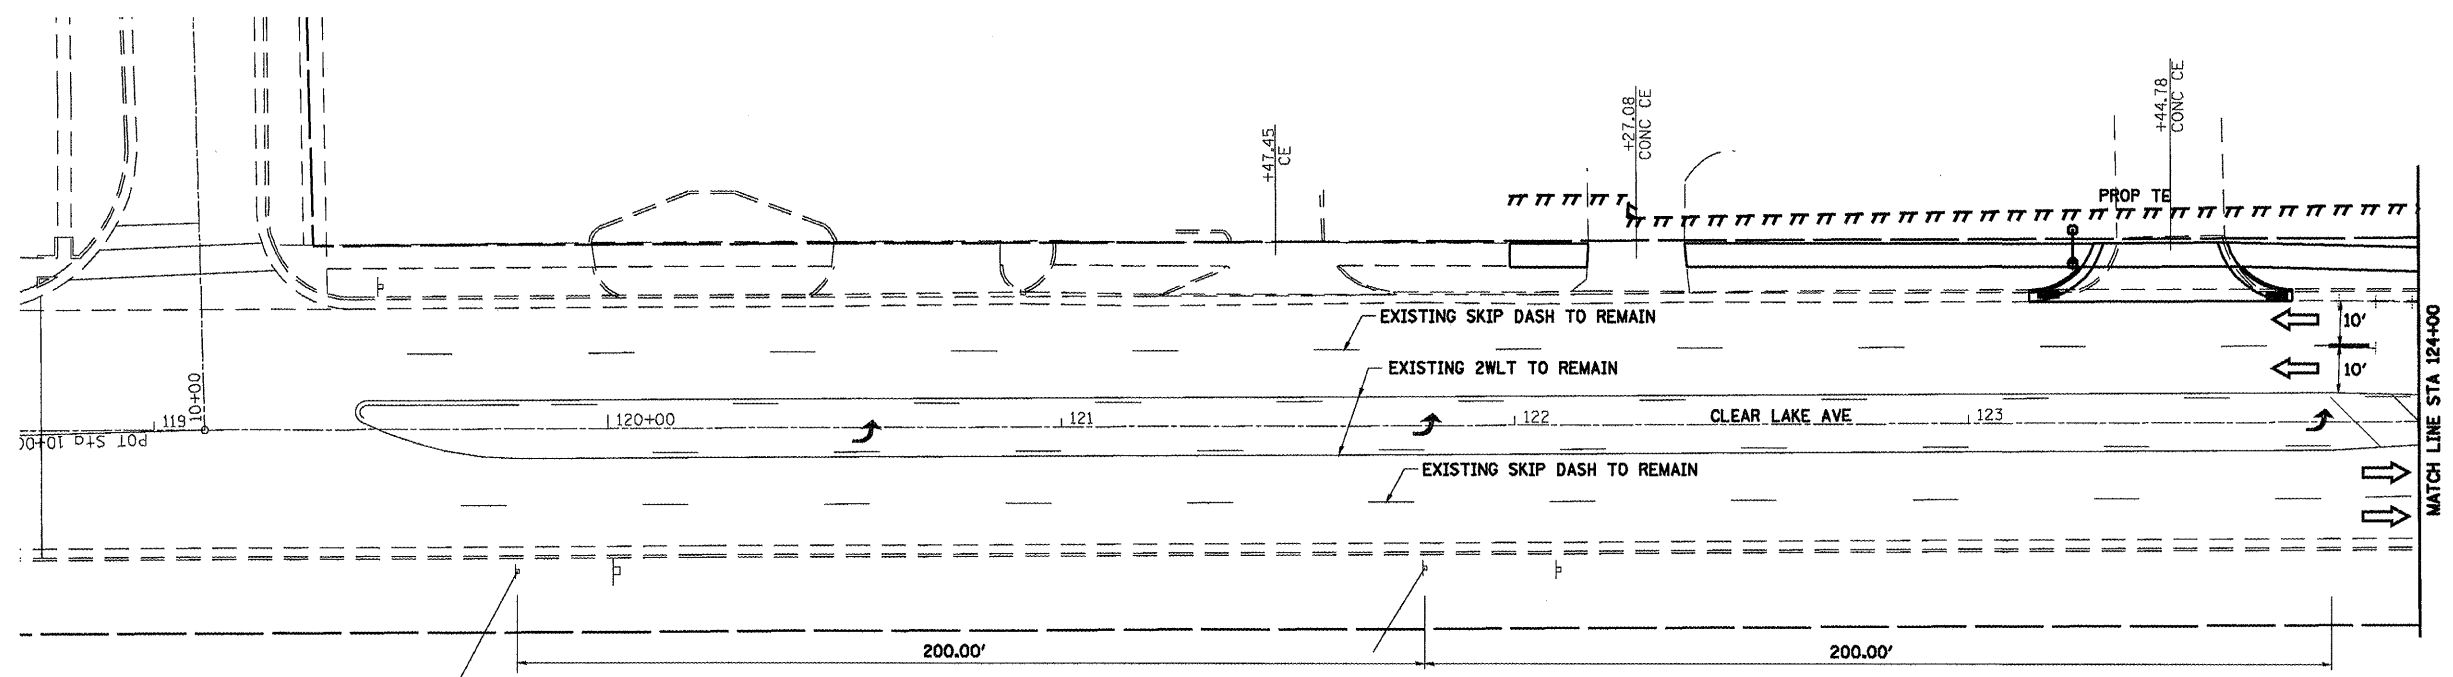 +47.45
CE
+27.08
CONC CE
+44.78
CONC CE
PROP TE
EXISTING SKIP DASH TO REMAIN
10'
EXISTING 2WLT TO REMAIN
10'
MATCH LINE STA 124+00
10+00
119
120+00
121
122
CLEAR LAKE AVE
123
POT Sta 10+00
EXISTING SKIP DASH TO REMAIN
200.00'
200.00'